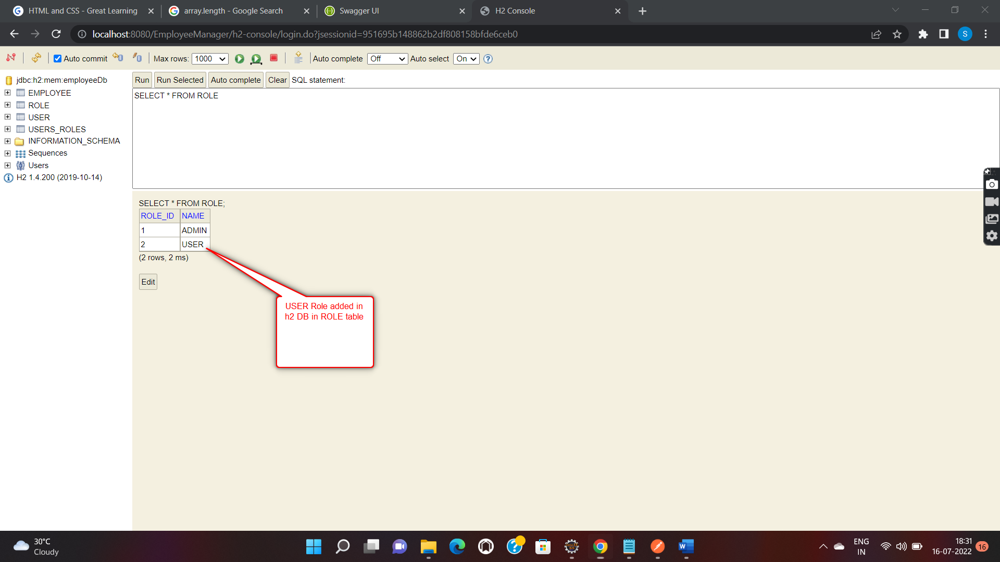 HTML and CSS - Great Learning
array.length - Google Search
Swagger UI
H2 Console
localhost:8080/EmployeeManager/h2-console/login.do?jsessionid=951695b148862b2df808158bfde6ceb0
S
Auto commit
Max rows: 1000
Auto complete Off
Auto select On
jdbc:h2:mem:employeeDb
EMPLOYEE
ROLE
USER
USERS_ROLES
INFORMATION_SCHEMA
Sequences
Users
H2 1.4.200 (2019-10-14)
Run Run Selected Auto complete Clear SQL statement:
SELECT * FROM ROLE
SELECT * FROM ROLE;
ROLE_ID NAME
1 ADMIN
2 USER
(2 rows, 2 ms)
Edit
USER Role added in
h2 DB in ROLE table
30°C
Cloudy
ENG
IN
18:31
16-07-2022
16